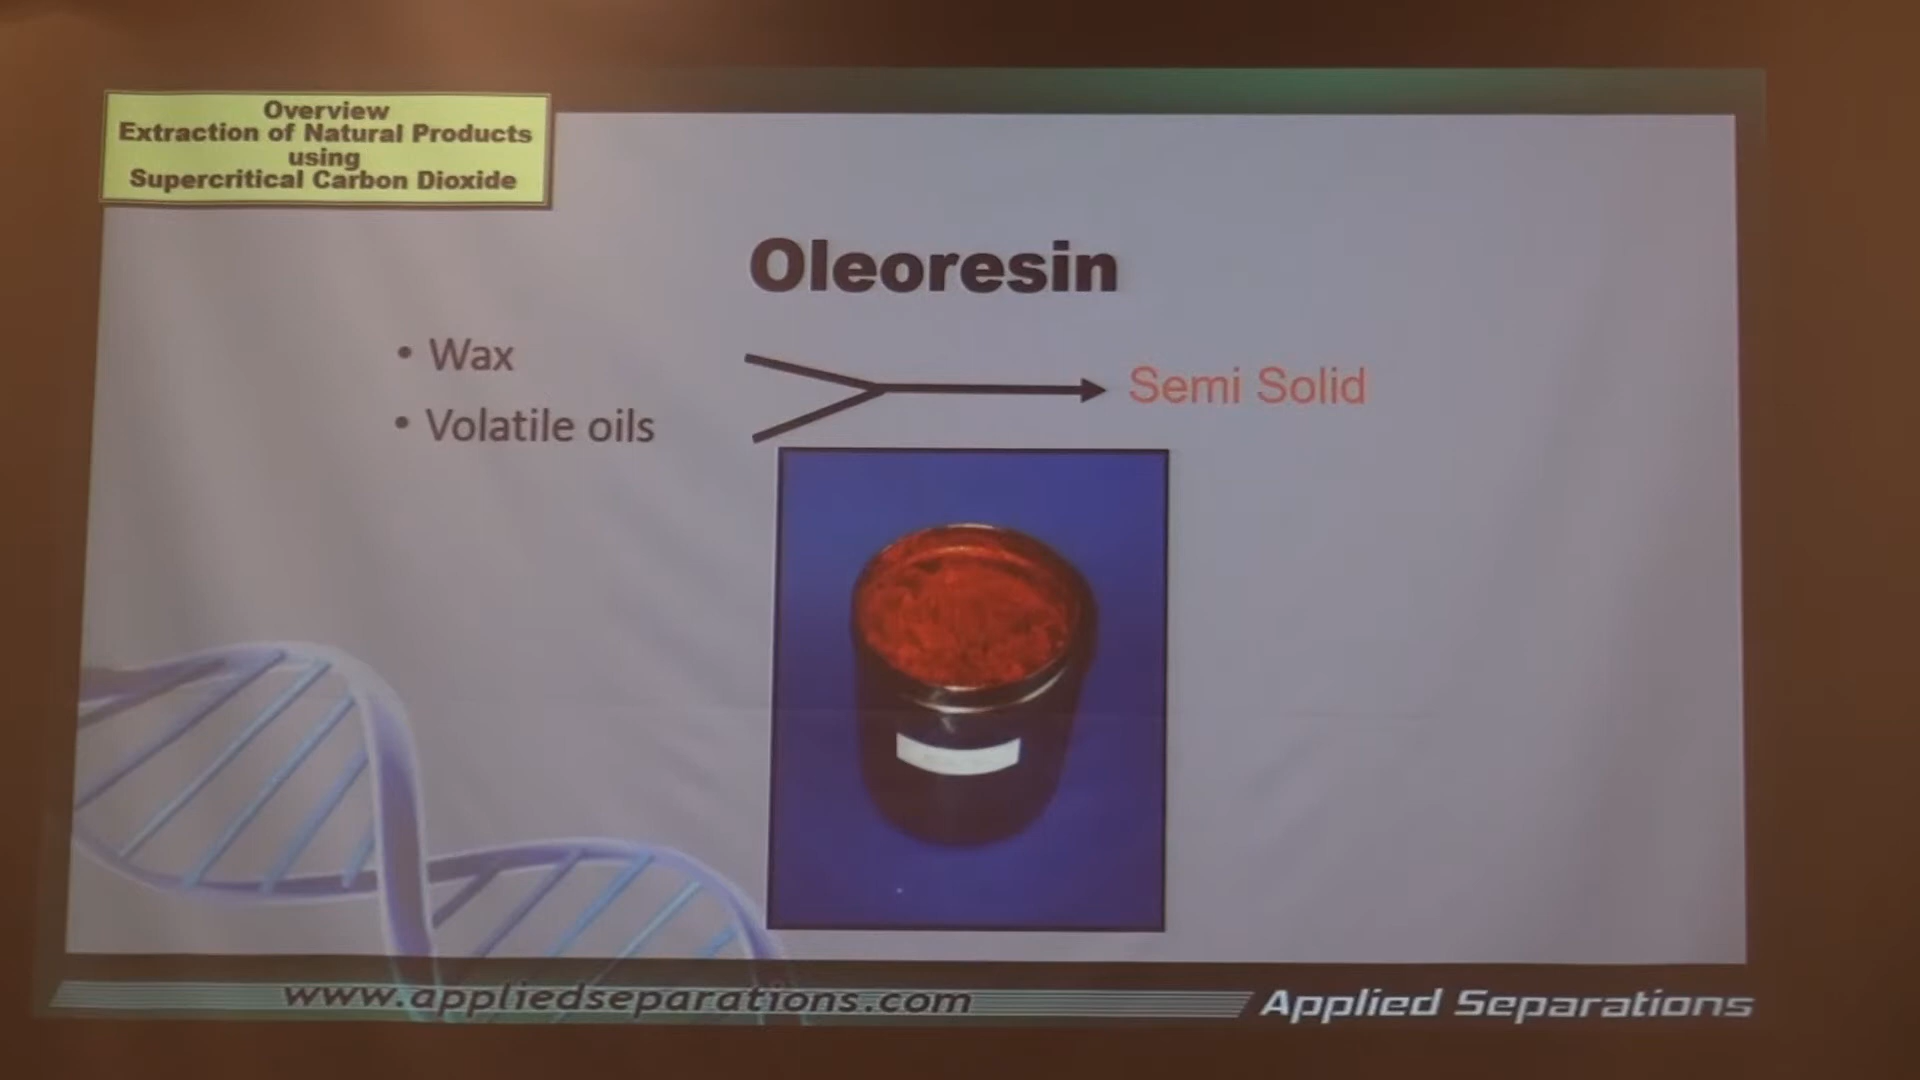 Overview
Extraction of Natural Products
using
Supercritical Carbon Dioxide
Oleoresin
• Wax
• Volatile oils
Semi Solid
www.appliedseparations.com
Applied Separations